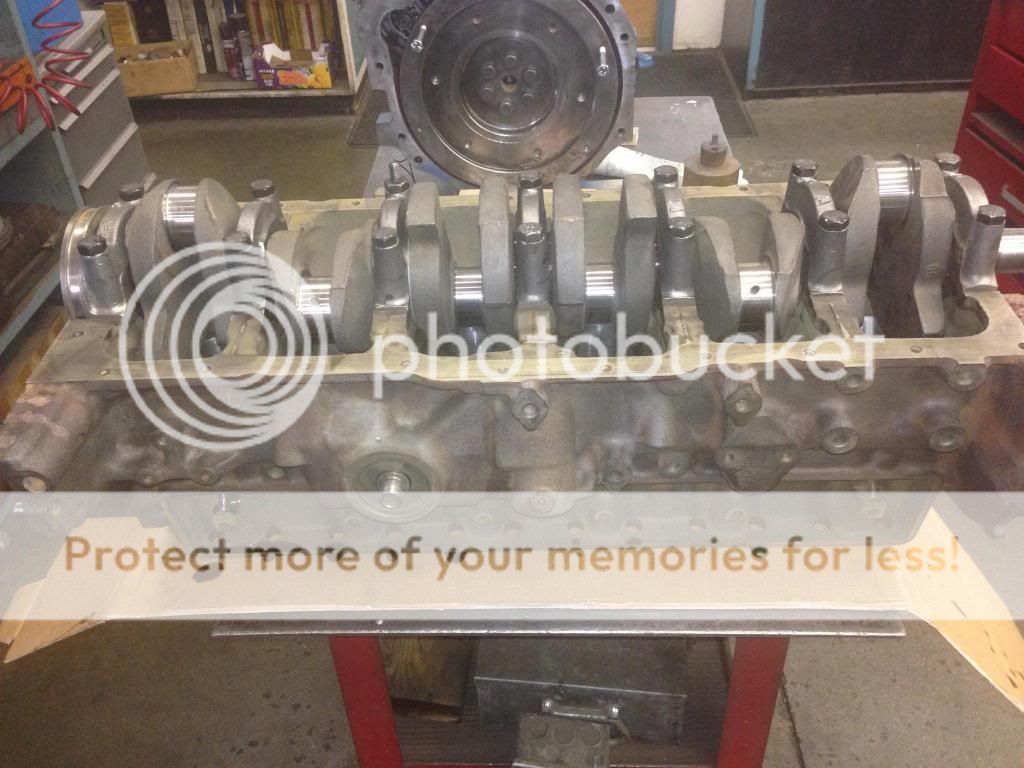 photobucket
Protect more of your memories for less!